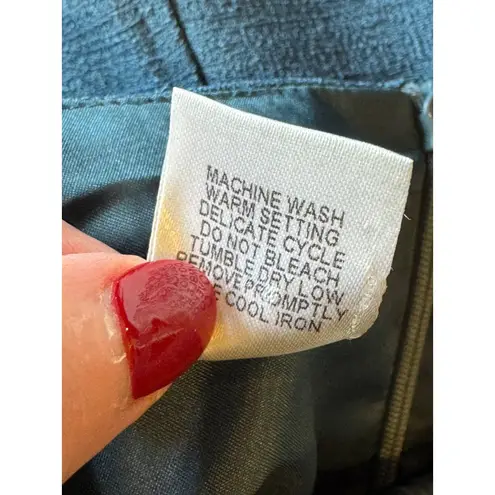 MACHINE WASH
WARM SETTING
DELICATE CYCLE
DO NOT BLEACH
TUMBLE DRY LOW
REMOVE PROMPTLY
COOL IRON